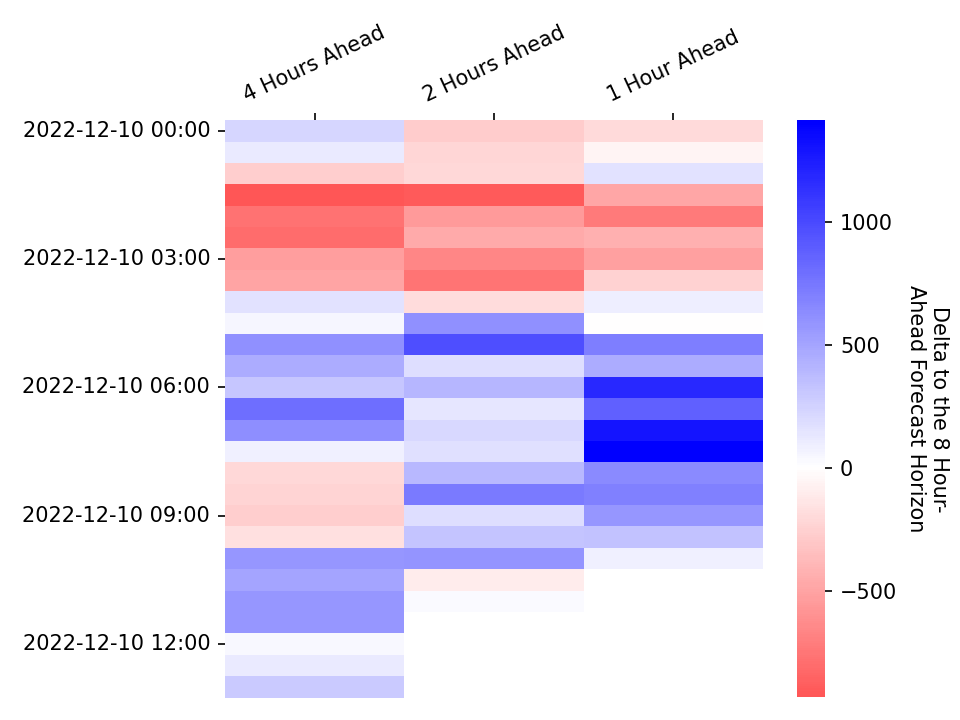 4 Hours Ahead
2 Hours Ahead
1 Hour Ahead
2022-12-10 00:00
2022-12-10 03:00
2022-12-10 06:00
2022-12-10 09:00
2022-12-10 12:00
1000
500
0
−500
Delta to the 8 Hour-
Ahead Forecast Horizon